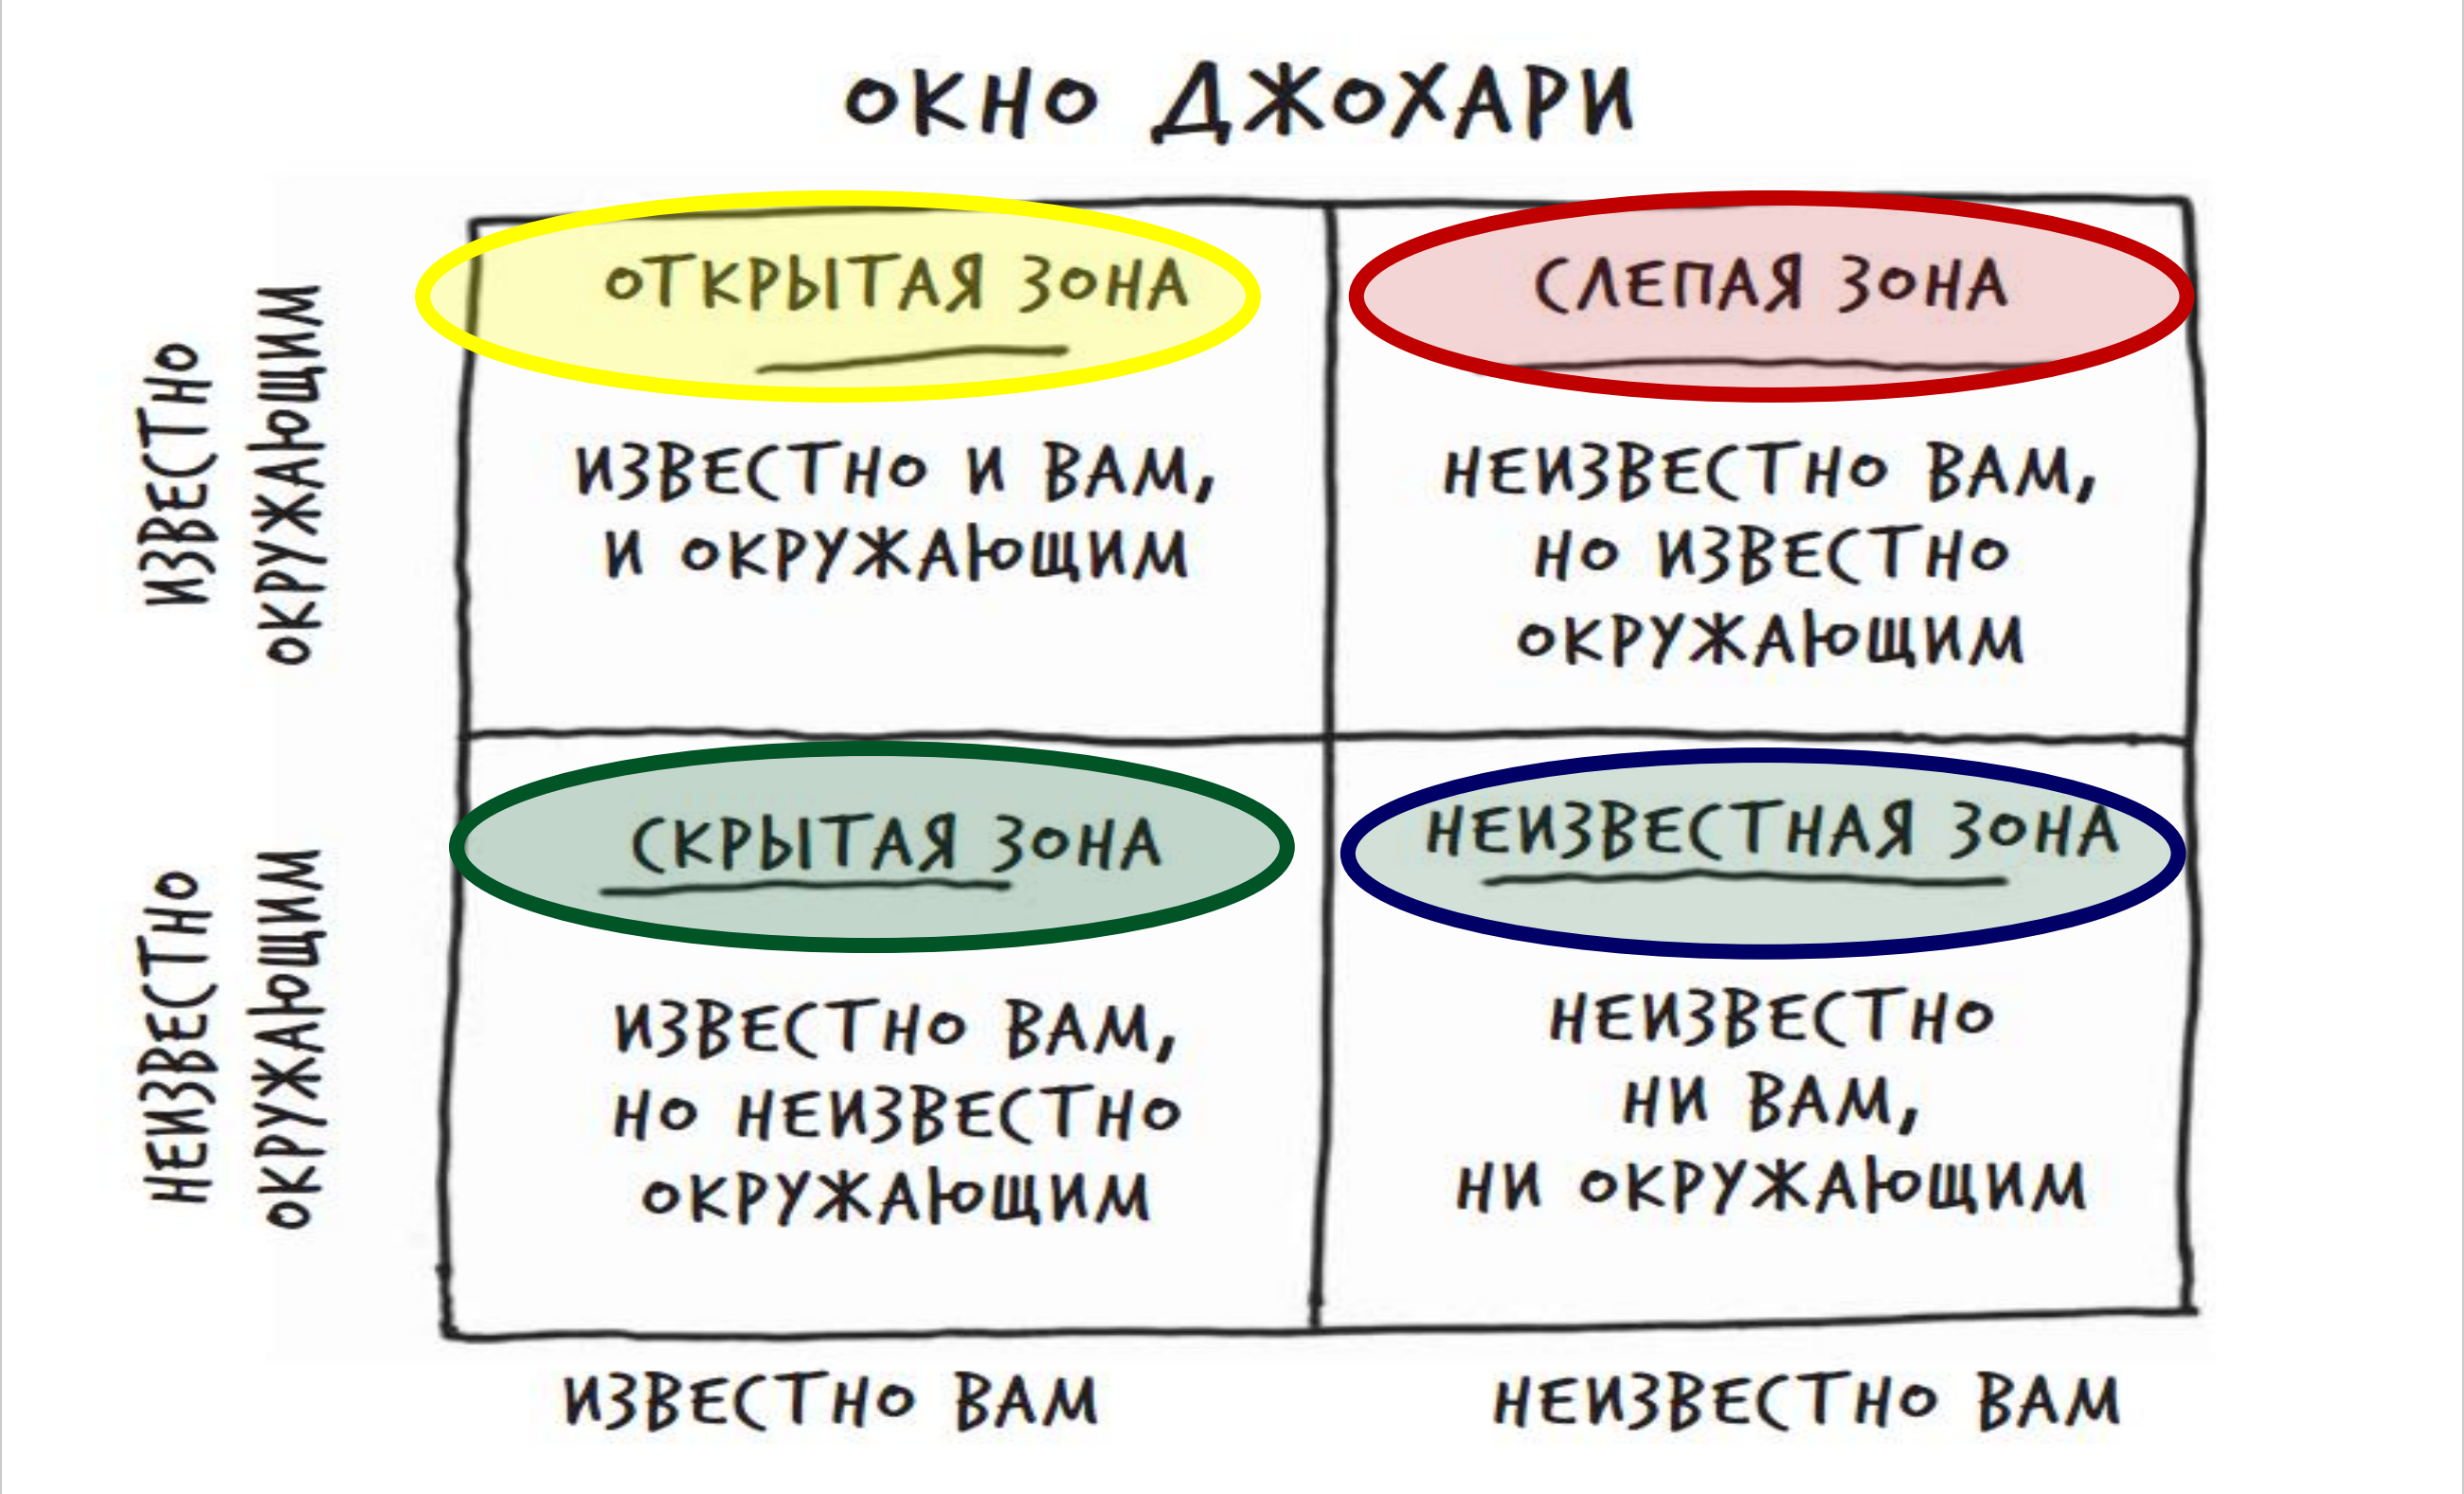 ОКНО ДЖОХАРИ
ИЗВЕСТНО
ОКРУЖАЮЩИМ
ОТКРЫТАЯ ЗОНА
ИЗВЕСТНО И ВАМ,
И ОКРУЖАЮЩИМ
СЛЕПАЯ ЗОНА
НЕИЗВЕСТНО ВАМ,
НО ИЗВЕСТНО
ОКРУЖАЮЩИМ
НЕИЗВЕСТНО
ОКРУЖАЮЩИМ
СКРЫТАЯ ЗОНА
ИЗВЕСТНО ВАМ,
НО НЕИЗВЕСТНО
ОКРУЖАЮЩИМ
НЕИЗВЕСТНАЯ ЗОНА
НЕИЗВЕСТНО
НИ ВАМ,
НИ ОКРУЖАЮЩИМ
ИЗВЕСТНО ВАМ
НЕИЗВЕСТНО ВАМ